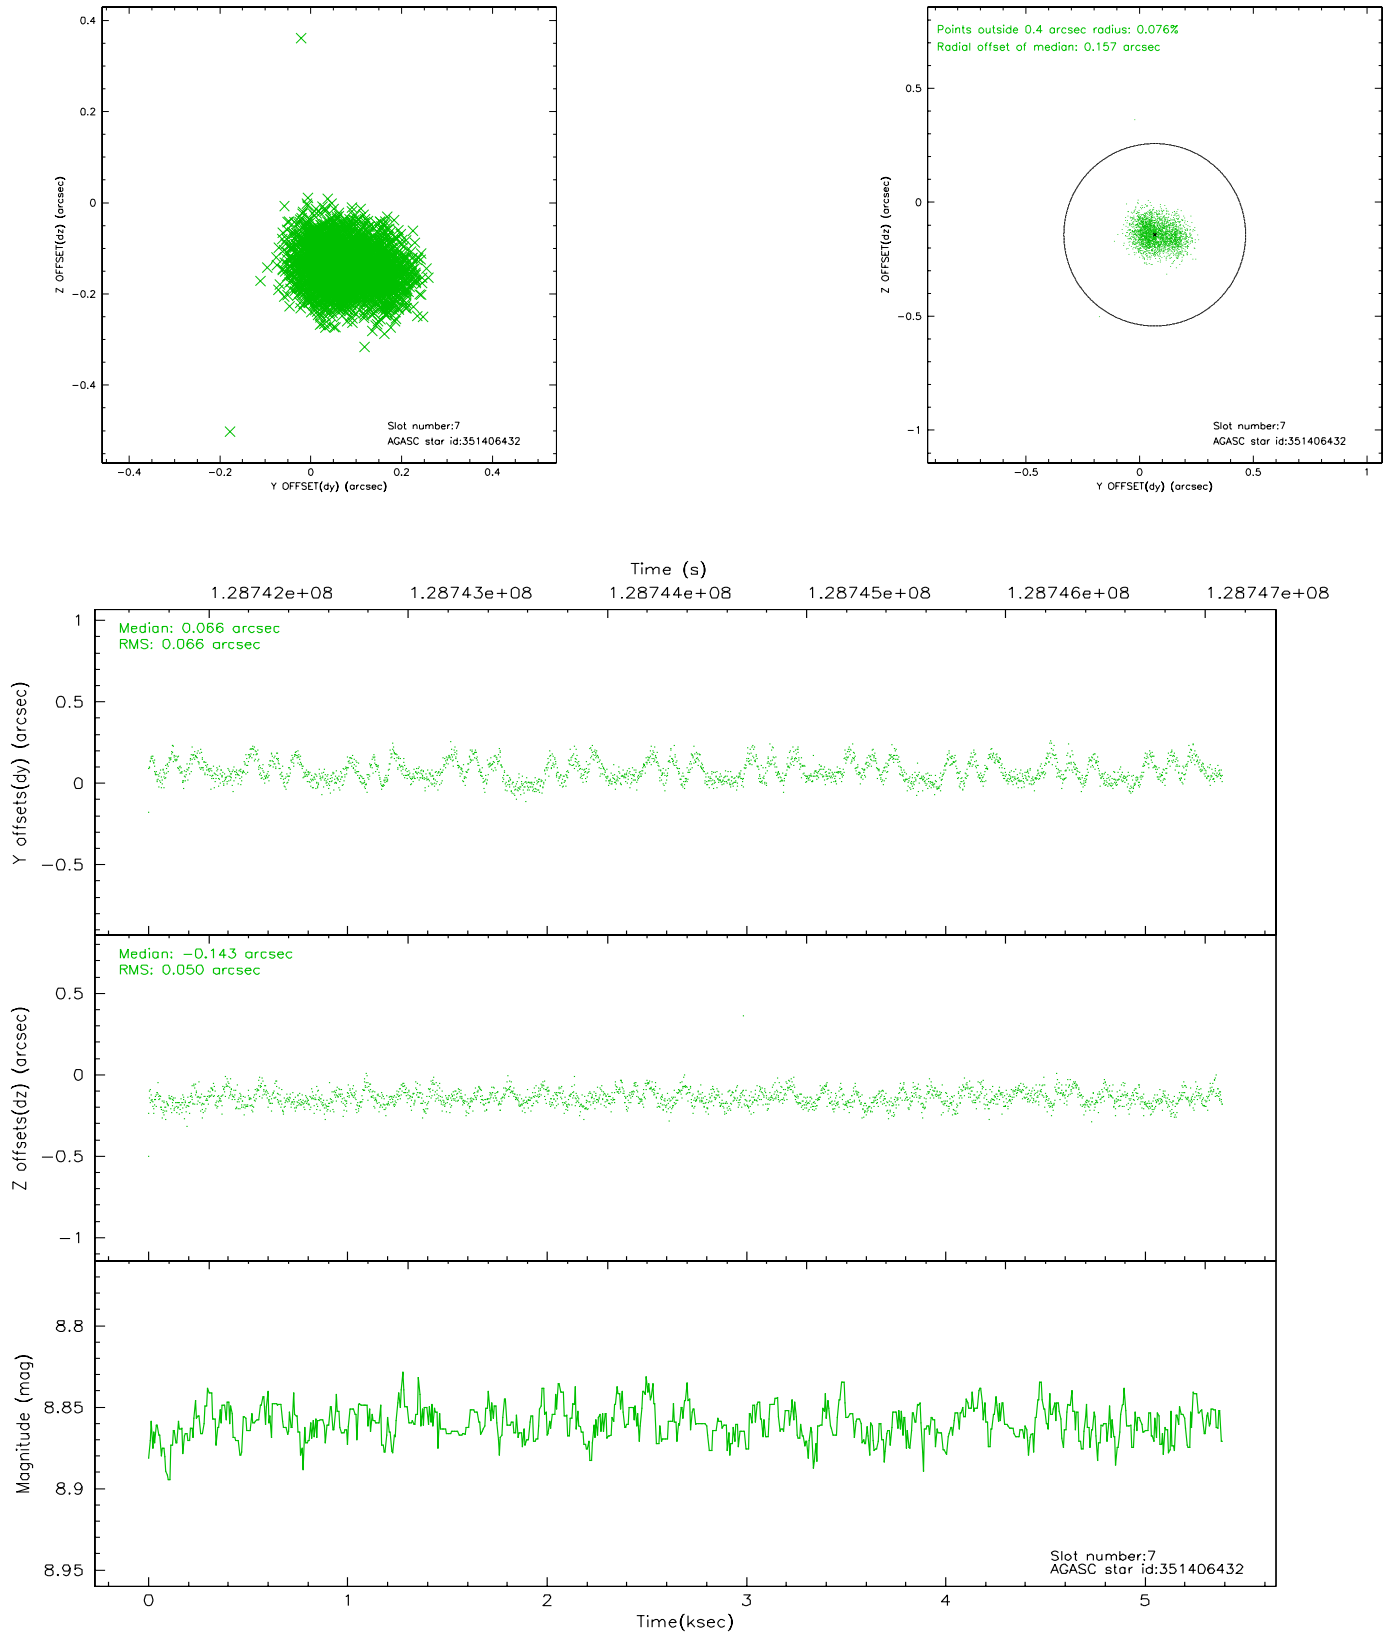 0.4
0.2
0
−0.2
−0.4
Z OFFSET(dz) (arcsec)
Slot number:7
AGASC star id:351406432
−0.4 −0.2 0 0.2 0.4
Y OFFSET(dy) (arcsec)
Points outside 0.4 arcsec radius: 0.076%
Radial offset of median: 0.157 arcsec
0.5
0
−0.5
−1
Z OFFSET(dz) (arcsec)
Slot number:7
AGASC star id:351406432
−0.5 0 0.5 1
Y OFFSET(dy) (arcsec)
Time (s)
1.28742e+08 1.28743e+08 1.28744e+08 1.28745e+08 1.28746e+08 1.28747e+08
Median: 0.066 arcsec
RMS: 0.066 arcsec
1
0.5
0
−0.5
Y offsets(dy) (arcsec)
Median: −0.143 arcsec
RMS: 0.050 arcsec
0.5
0
−0.5
−1
Z offsets(dz) (arcsec)
8.8
8.85
8.9
8.95
Magnitude (mag)
Slot number:7
AGASC star id:351406432
0 1 2 3 4 5
Time(ksec)